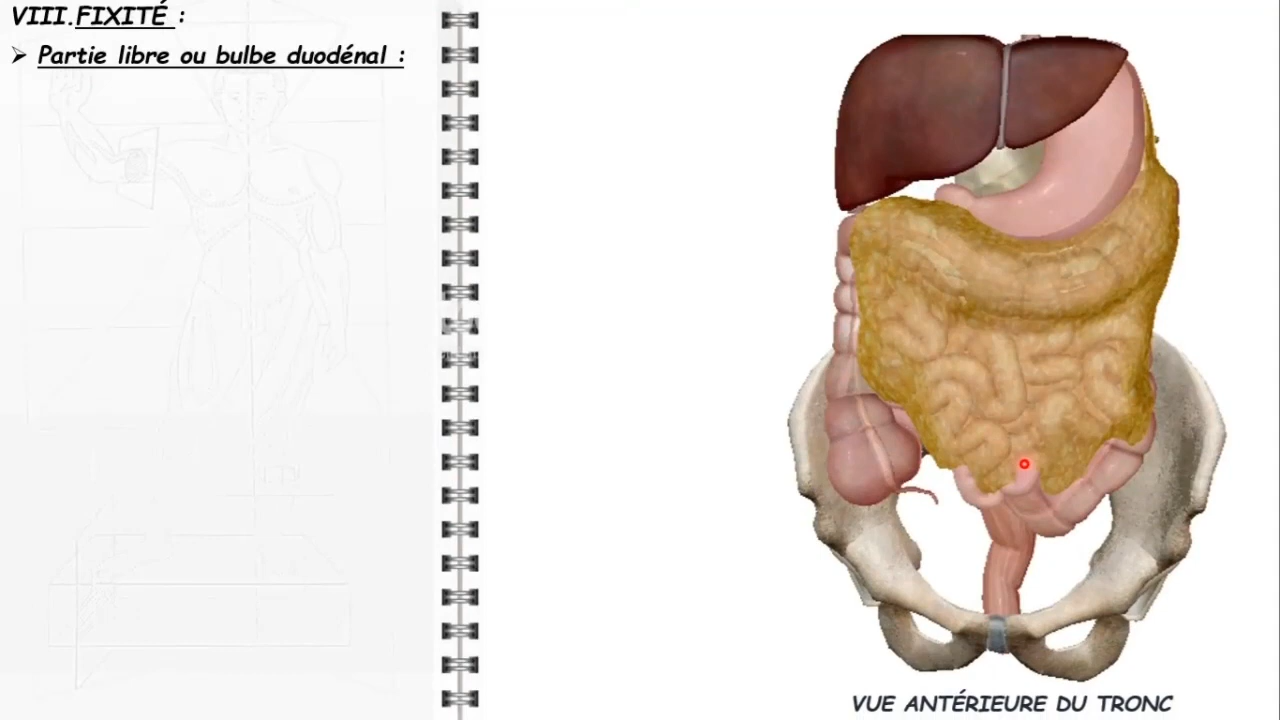 VIII.FIXITÉ :
➢ Partie libre ou bulbe duodénal :
VUE ANTÉRIEURE DU TRONC